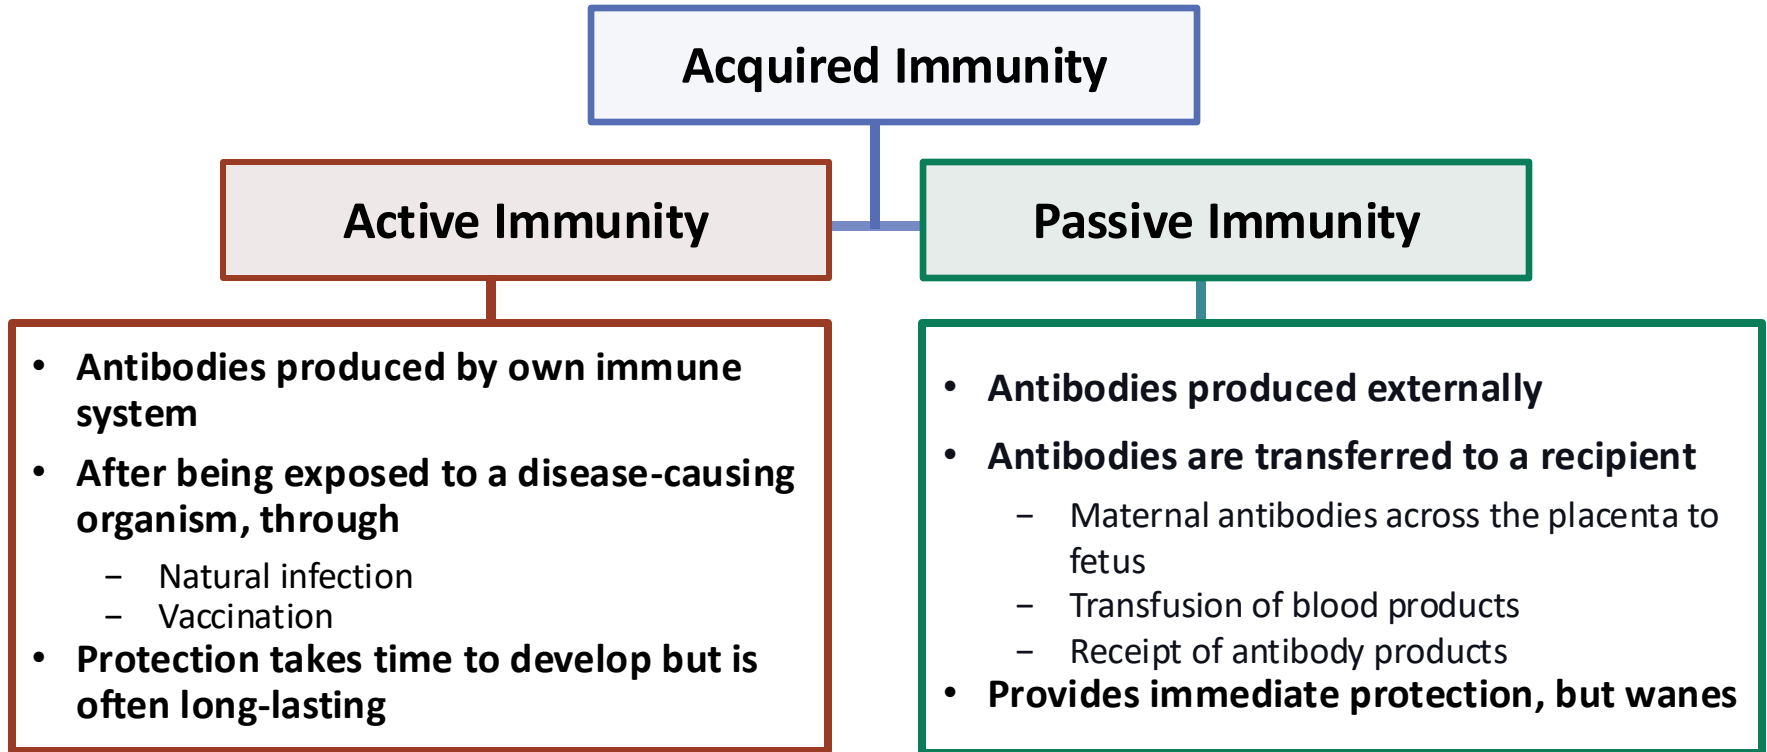 Acquired Immunity
Active Immunity
Passive Immunity
• Antibodies produced by own immune
system
• After being exposed to a disease-causing
organism, through
− Natural infection
− Vaccination
• Protection takes time to develop but is
often long-lasting
• Antibodies produced externally
• Antibodies are transferred to a recipient
− Maternal antibodies across the placenta to
fetus
− Transfusion of blood products
− Receipt of antibody products
• Provides immediate protection, but wanes